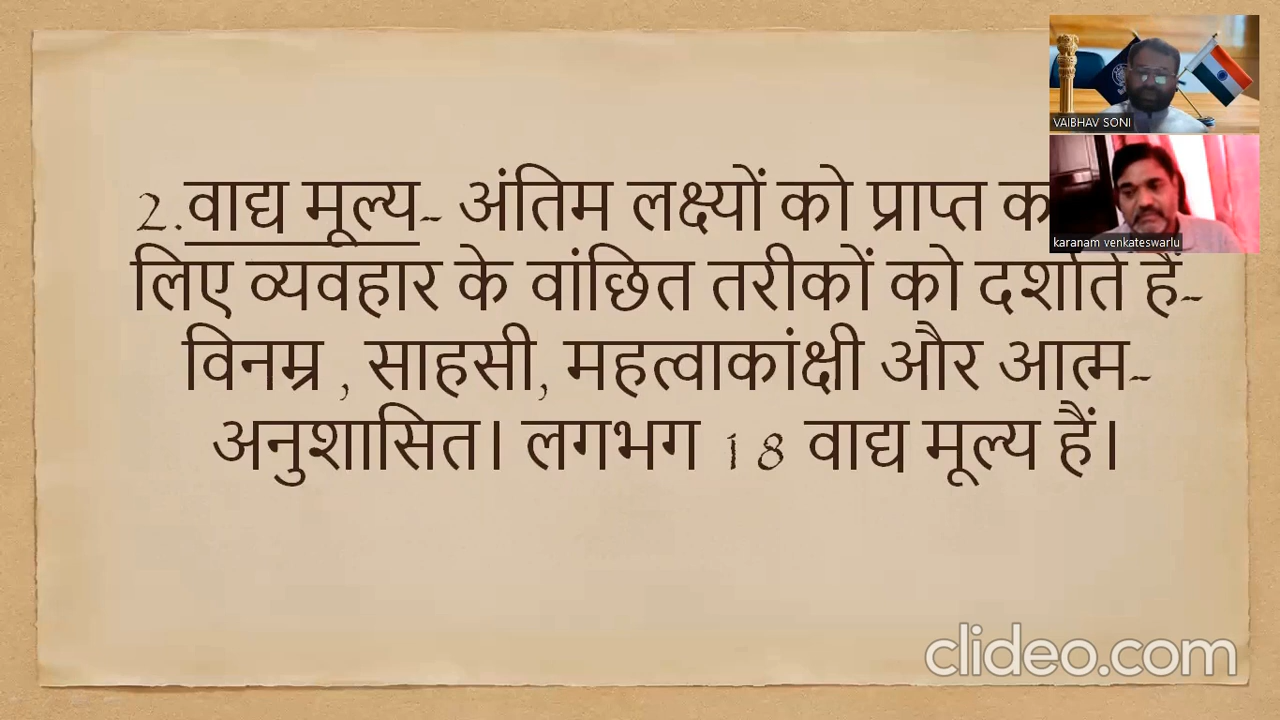 2.वाद्य मूल्य- अंतिम लक्ष्यों को प्राप्त
लिए व्यवहार के वांछित तरीकों को दर्शाते हैं-
विनम्र , साहसी, महत्वाकांक्षी और आत्म-
अनुशासित। लगभग 18 वाद्य मूल्य हैं।
VAIBHAV SONI
karanam venkateswarlu
clideo.com